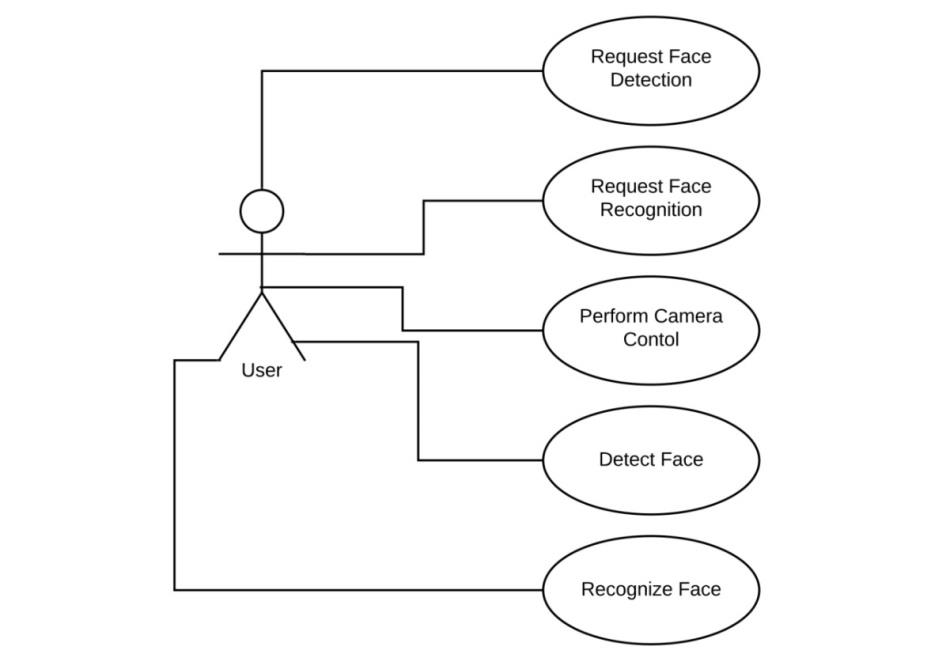 Request Face
Detection
Request Face
Recognition
Perform Camera
Contol
User
Detect Face
Recognize Face